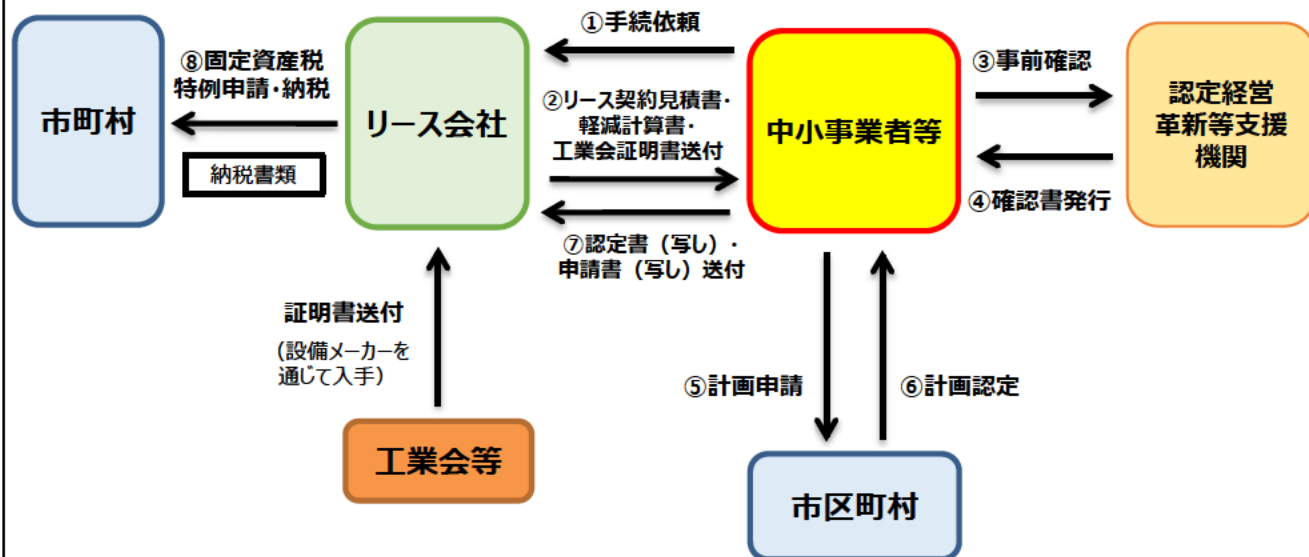 市町村
⑧固定資産税
特例申請・納税
納税書類
リース会社
①手続依頼
②リース契約見積書・
軽減計算書・
工業会証明書送付
⑦認定書（写し）・
申請書（写し）送付
中小事業者等
③事前確認
④確認書発行
認定経営
革新等支援
機関
証明書送付
(設備メーカーを
通じて入手）
工業会等
⑤計画申請
⑥計画認定
市区町村